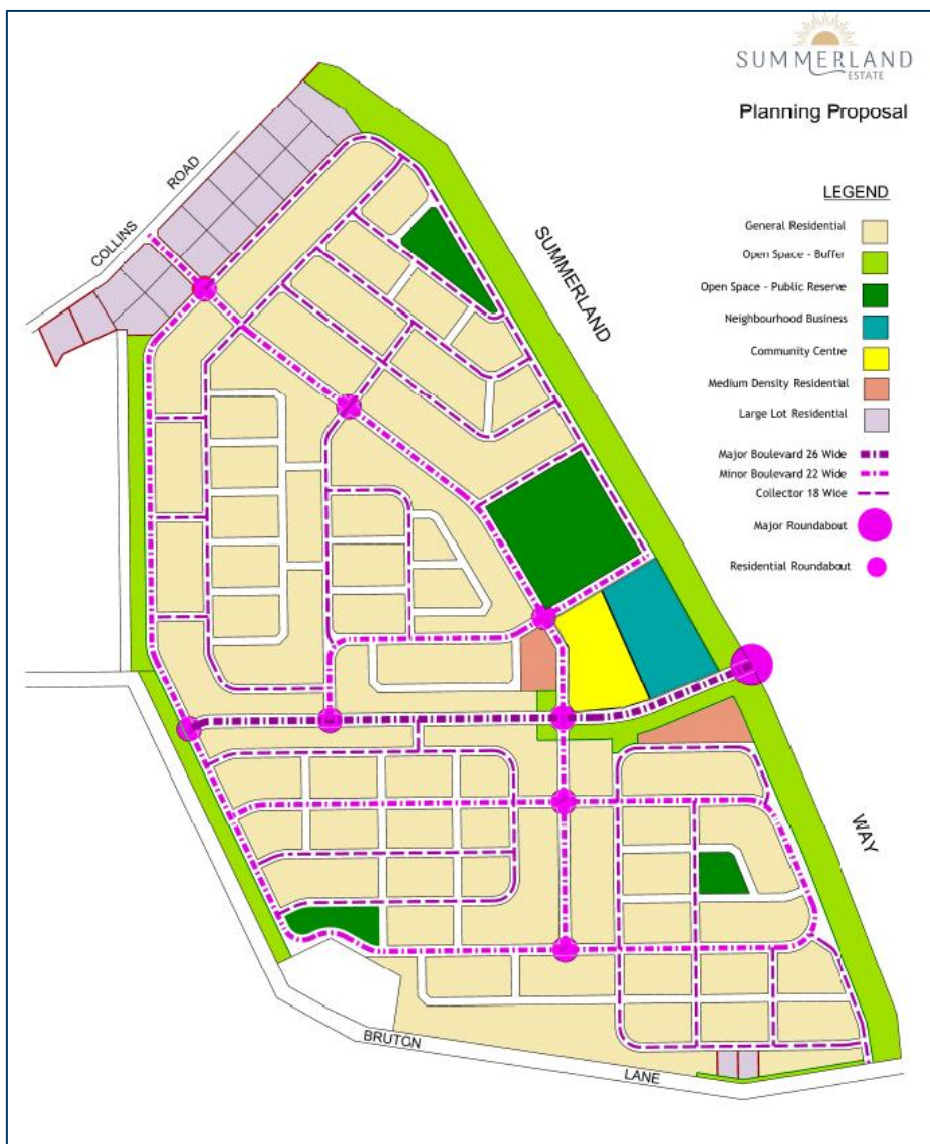 SUMMERLAND
ESTATE
Planning Proposal
LEGEND
General Residential
Open Space - Buffer
Open Space - Public Reserve
Neighbourhood Business
Community Centre
Medium Density Residential
Large Lot Residential
Major Boulevard 26 Wide
Minor Boulevard 22 Wide
Collector 18 Wide
Major Roundabout
Residential Roundabout
COLLINS
ROAD
SUMMERLAND
WAY
BRUTON
LANE